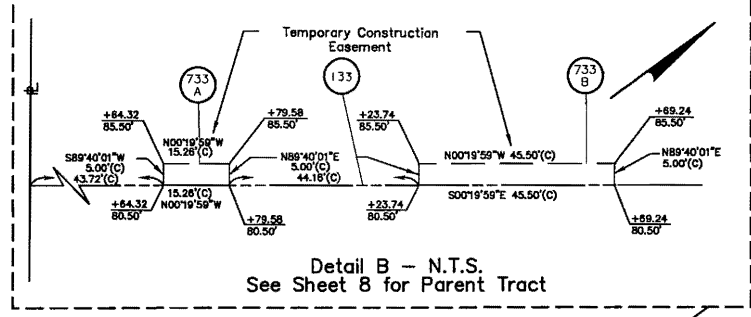 Temporary Construction
Easement
733
A
133
733
B
+64.32
85.50'
+79.58
85.50'
+23.74
85.50'
+69.24
85.50'
N00°19'59"W
15.26'(C)
N00°19'59"W 45.50'(C)
S89°40'01"W
5.00'(C)
43.72'(C)
N89°40'01"E
5.00'(C)
44.16'(C)
N89°40'01"E
5.00'(C)
15.26'(C)
N00°19'59"W
S00°19'59"E 45.50'(C)
+64.32
80.50'
+79.58
80.50'
+23.74
80.50'
+69.24
80.50'
Detail B – N.T.S.
See Sheet 8 for Parent Tract